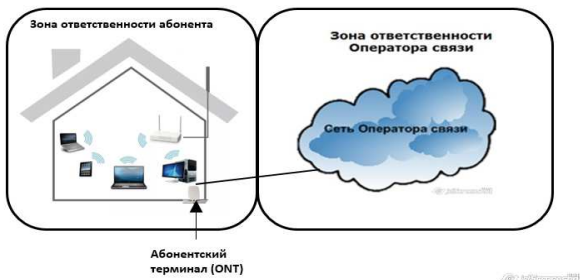 Зона ответственности абонента
Зона ответственности
Оператора связи
Сеть Оператора связи
Абонентский
терминал (ONT)